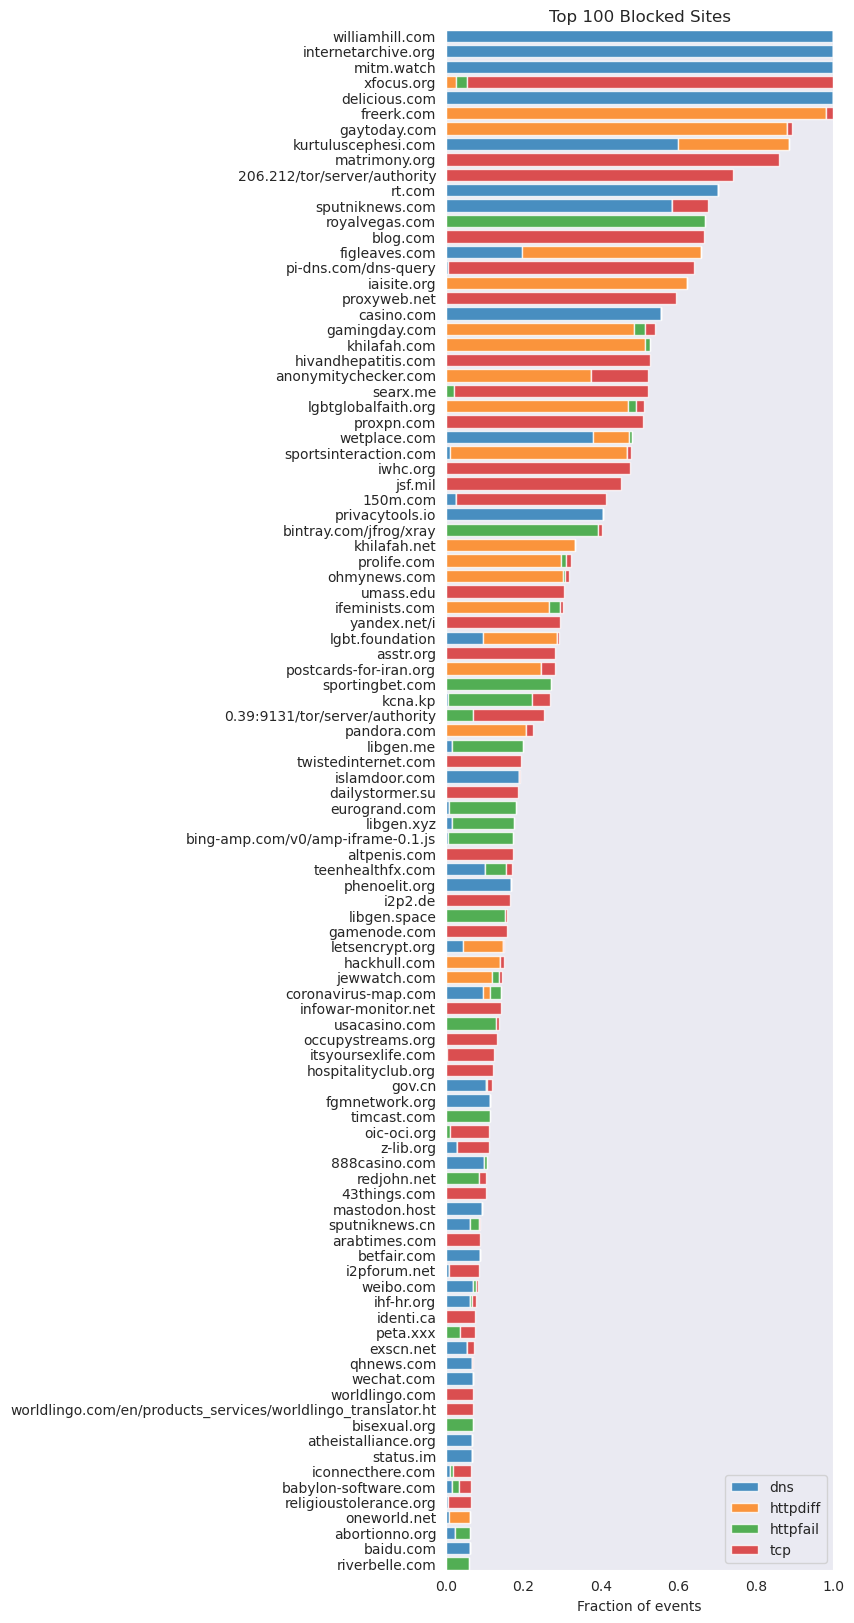 Top 100 Blocked Sites
williamhill.com
internetarchive.org
mitm.watch
xfocus.org
delicious.com
freerk.com
gaytoday.com
kurtuluscephesi.com
matrimony.org
206.212/tor/server/authority
rt.com
sputniknews.com
royalvegas.com
blog.com
figleaves.com
pi-dns.com/dns-query
iaisite.org
proxyweb.net
casino.com
gamingday.com
khilafah.com
hivandhepatitis.com
anonymitychecker.com
searx.me
lgbtglobalfaith.org
proxpn.com
wetplace.com
sportsinteraction.com
iwhc.org
jsf.mil
150m.com
privacytools.io
bintray.com/jfrog/xray
khilafah.net
prolife.com
ohmynews.com
umass.edu
ifeminists.com
yandex.net/i
lgbt.foundation
asstr.org
postcards-for-iran.org
sportingbet.com
kcna.kp
0.39:9131/tor/server/authority
pandora.com
libgen.me
twistedinternet.com
islamdoor.com
dailystormer.su
eurogrand.com
libgen.xyz
bing-amp.com/v0/amp-iframe-0.1.js
altpenis.com
teenhealthfx.com
phenoelit.org
i2p2.de
libgen.space
gamenode.com
letsencrypt.org
hackhull.com
jewwatch.com
coronavirus-map.com
infowar-monitor.net
usacasino.com
occupystreams.org
itsyoursexlife.com
hospitalityclub.org
gov.cn
fgmnetwork.org
timcast.com
oic-oci.org
z-lib.org
888casino.com
redjohn.net
43things.com
mastodon.host
sputniknews.cn
arabtimes.com
betfair.com
i2pforum.net
weibo.com
ihf-hr.org
identi.ca
peta.xxx
exscn.net
qhnews.com
wechat.com
worldlingo.com
worldlingo.com/en/products_services/worldlingo_translator.ht
bisexual.org
atheistalliance.org
status.im
iconnecthere.com
babylon-software.com
religioustolerance.org
oneworld.net
abortionno.org
baidu.com
riverbelle.com
dns
httpdiff
httpfail
tcp
0.0 0.2 0.4 0.6 0.8 1.0
Fraction of events